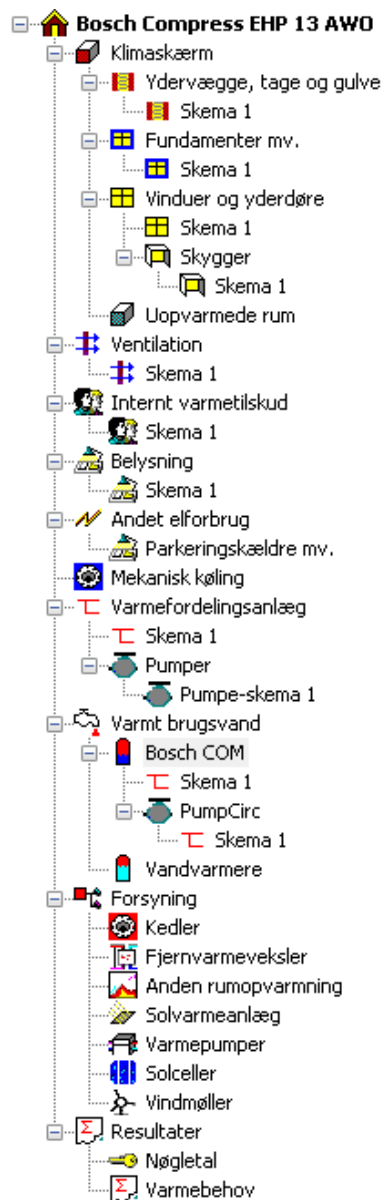 Bosch Compress EHP 13 AWO
Klimaskærm
Ydervægge, tage og gulve
Skema 1
Fundamenter mv.
Skema 1
Vinduer og yderdøre
Skema 1
Skygger
Skema 1
Uopvarmede rum
Ventilation
Skema 1
Internt varmetilskud
Skema 1
Belysning
Skema 1
Andet elforbrug
Parkeringskældre mv.
Mekanisk køling
Varmefordelingsanlæg
Skema 1
Pumper
Pumpe-skema 1
Varmt brugsvand
Bosch COM
Skema 1
PumpCirc
Skema 1
Vandvarmere
Forsyning
Kedler
Fjernvarmeveksler
Anden rumopvarmning
Solvarmeanlæg
Varmepumper
Solceller
Vindmøller
Resultater
Nøgletal
Varmebehov